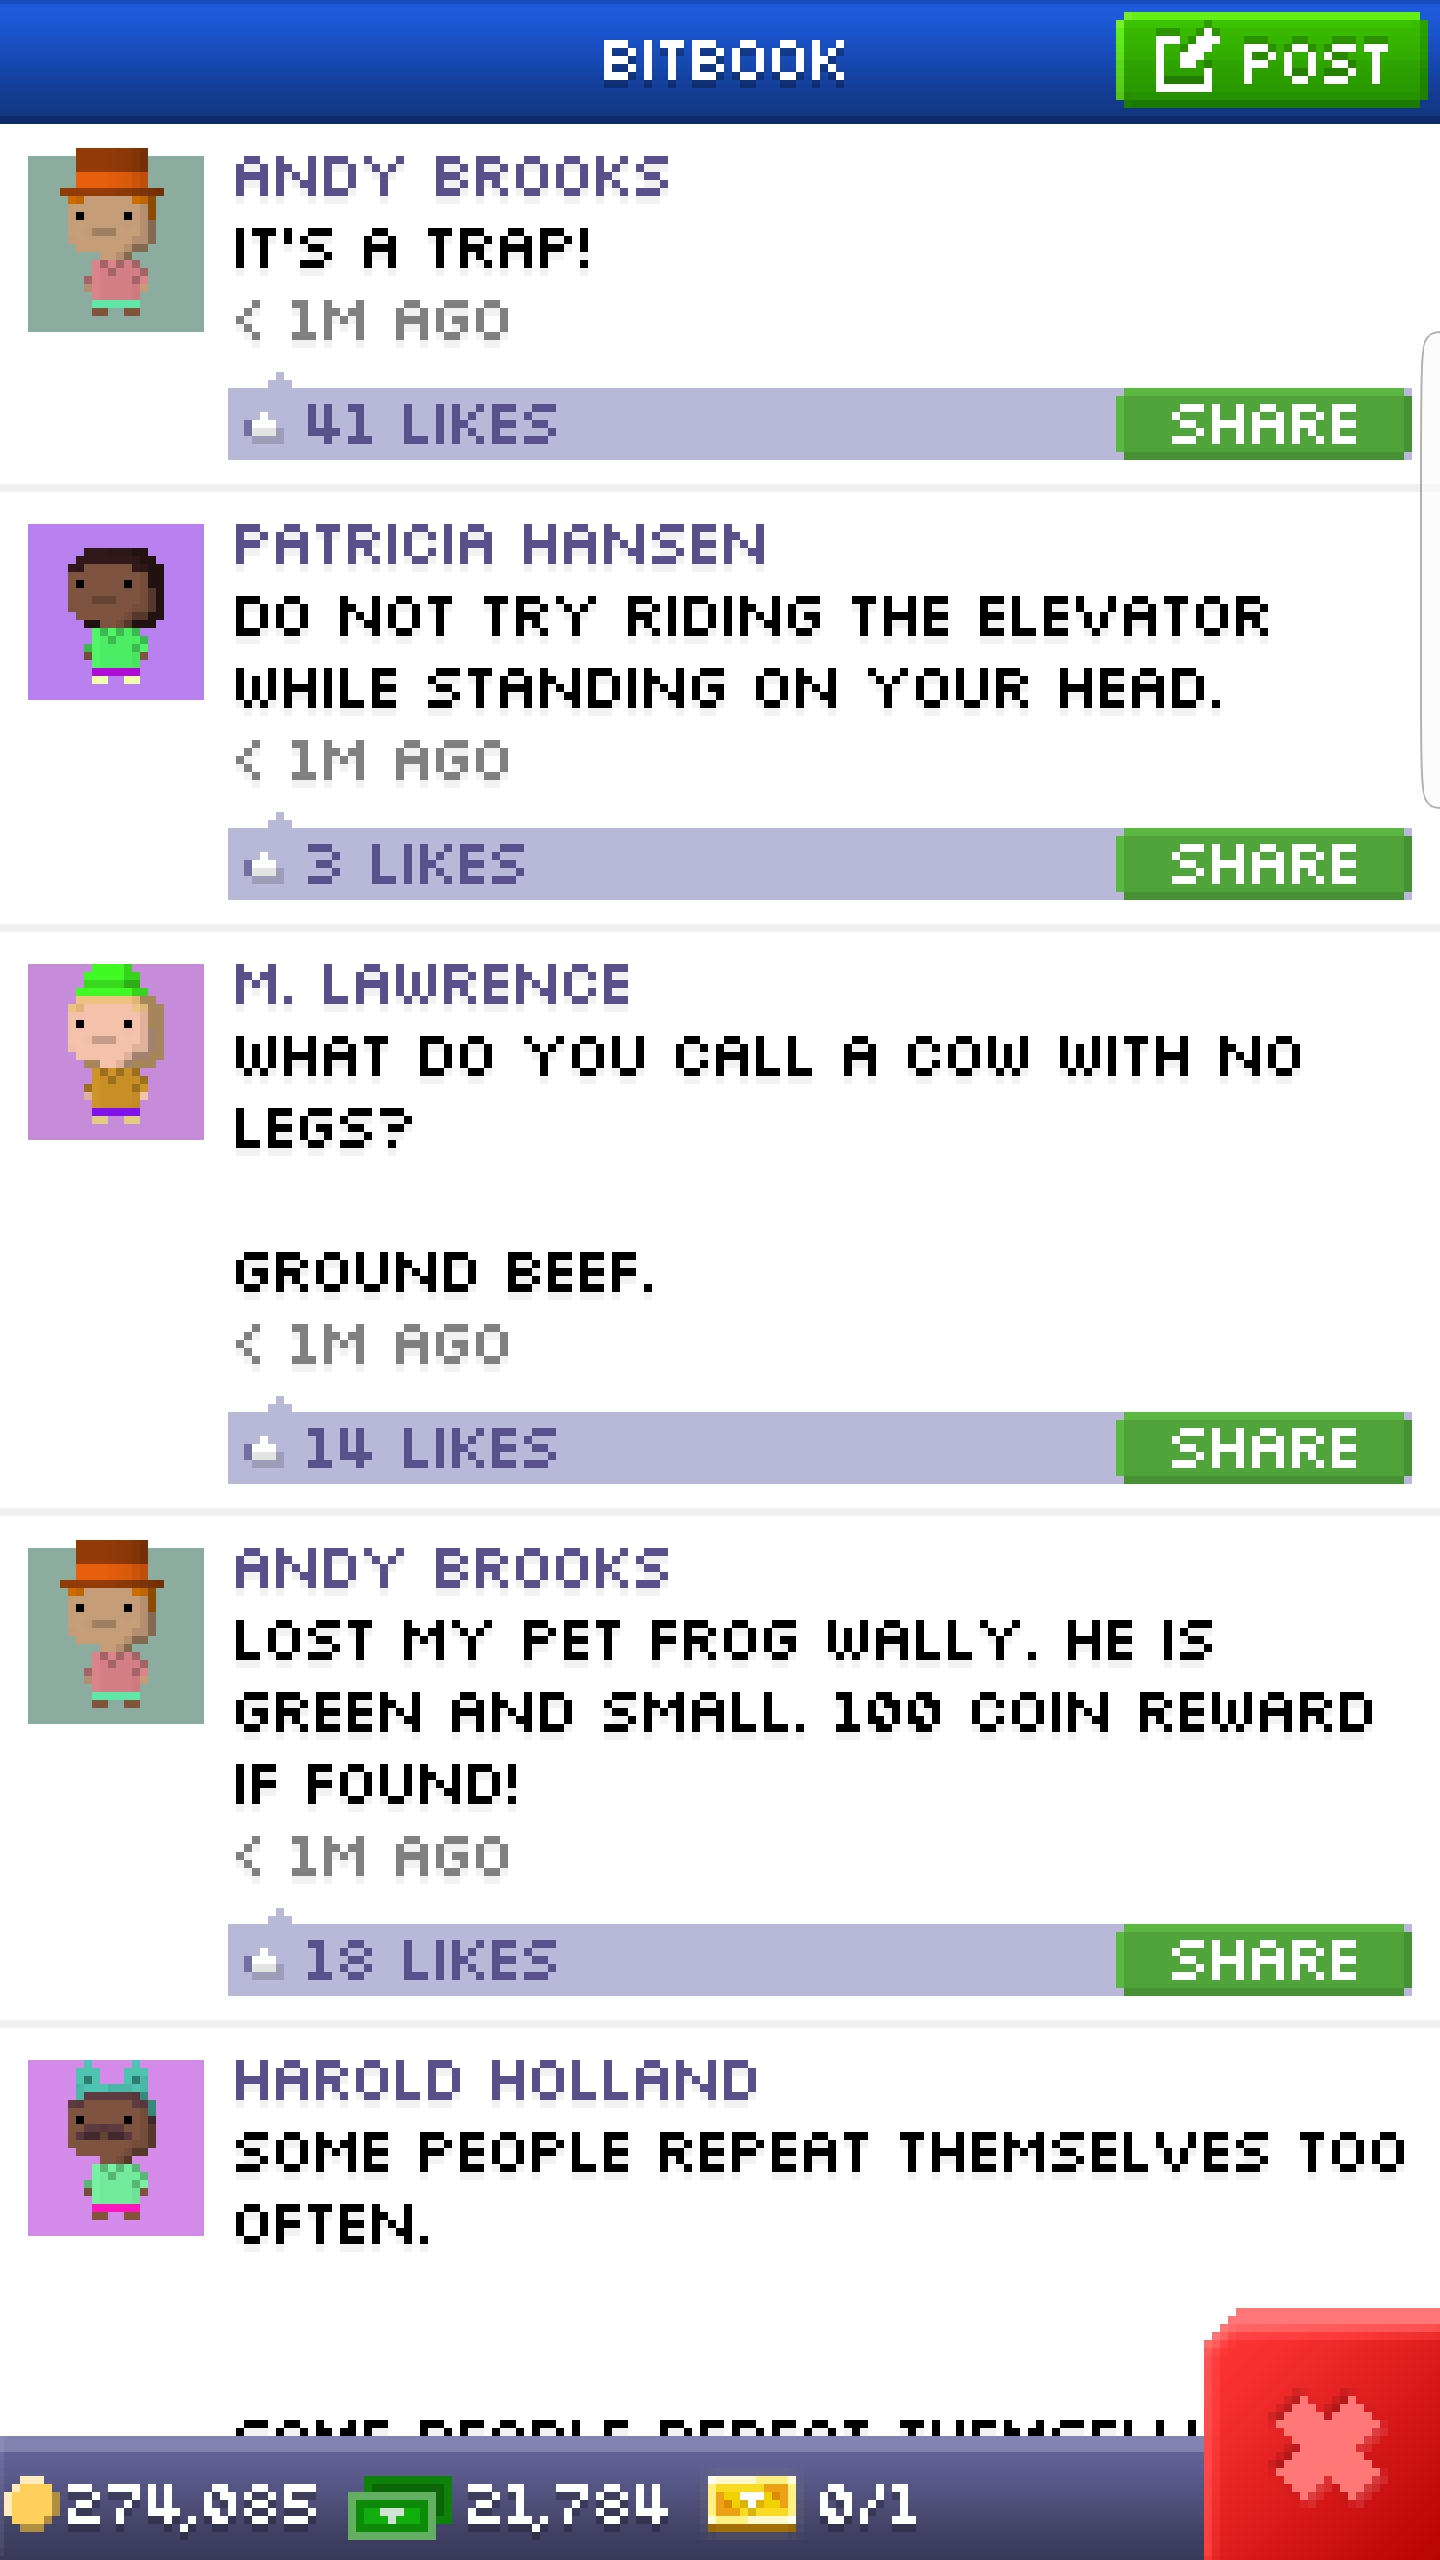 BITBOOK
POST
ANDY BROOKS
IT'S A TRAP!
< 1M AGO
41 LIKES
SHARE
PATRICIA HANSEN
DO NOT TRY RIDING THE ELEVATOR
WHILE STANDING ON YOUR HEAD.
< 1M AGO
3 LIKES
SHARE
M. LAWRENCE
WHAT DO YOU CALL A COW WITH NO
LEGS?
GROUND BEEF.
< 1M AGO
14 LIKES
SHARE
ANDY BROOKS
LOST MY PET FROG WALLY. HE IS
GREEN AND SMALL. 100 COIN REWARD
IF FOUND!
< 1M AGO
18 LIKES
SHARE
HAROLD HOLLAND
SOME PEOPLE REPEAT THEMSELVES TOO
OFTEN.
SOME PEOPLE REPEAT
274,085 21,784 0/1